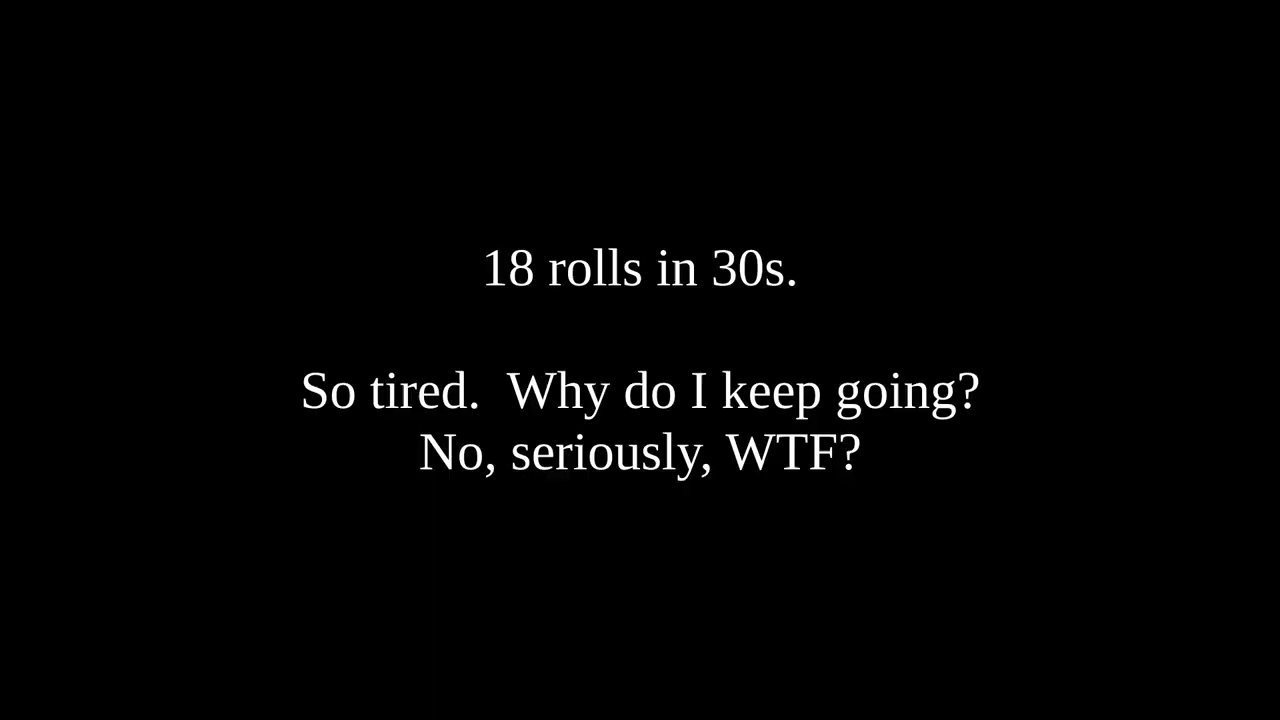 18 rolls in 30s.
So tired.  Why do I keep going?
No, seriously, WTF?